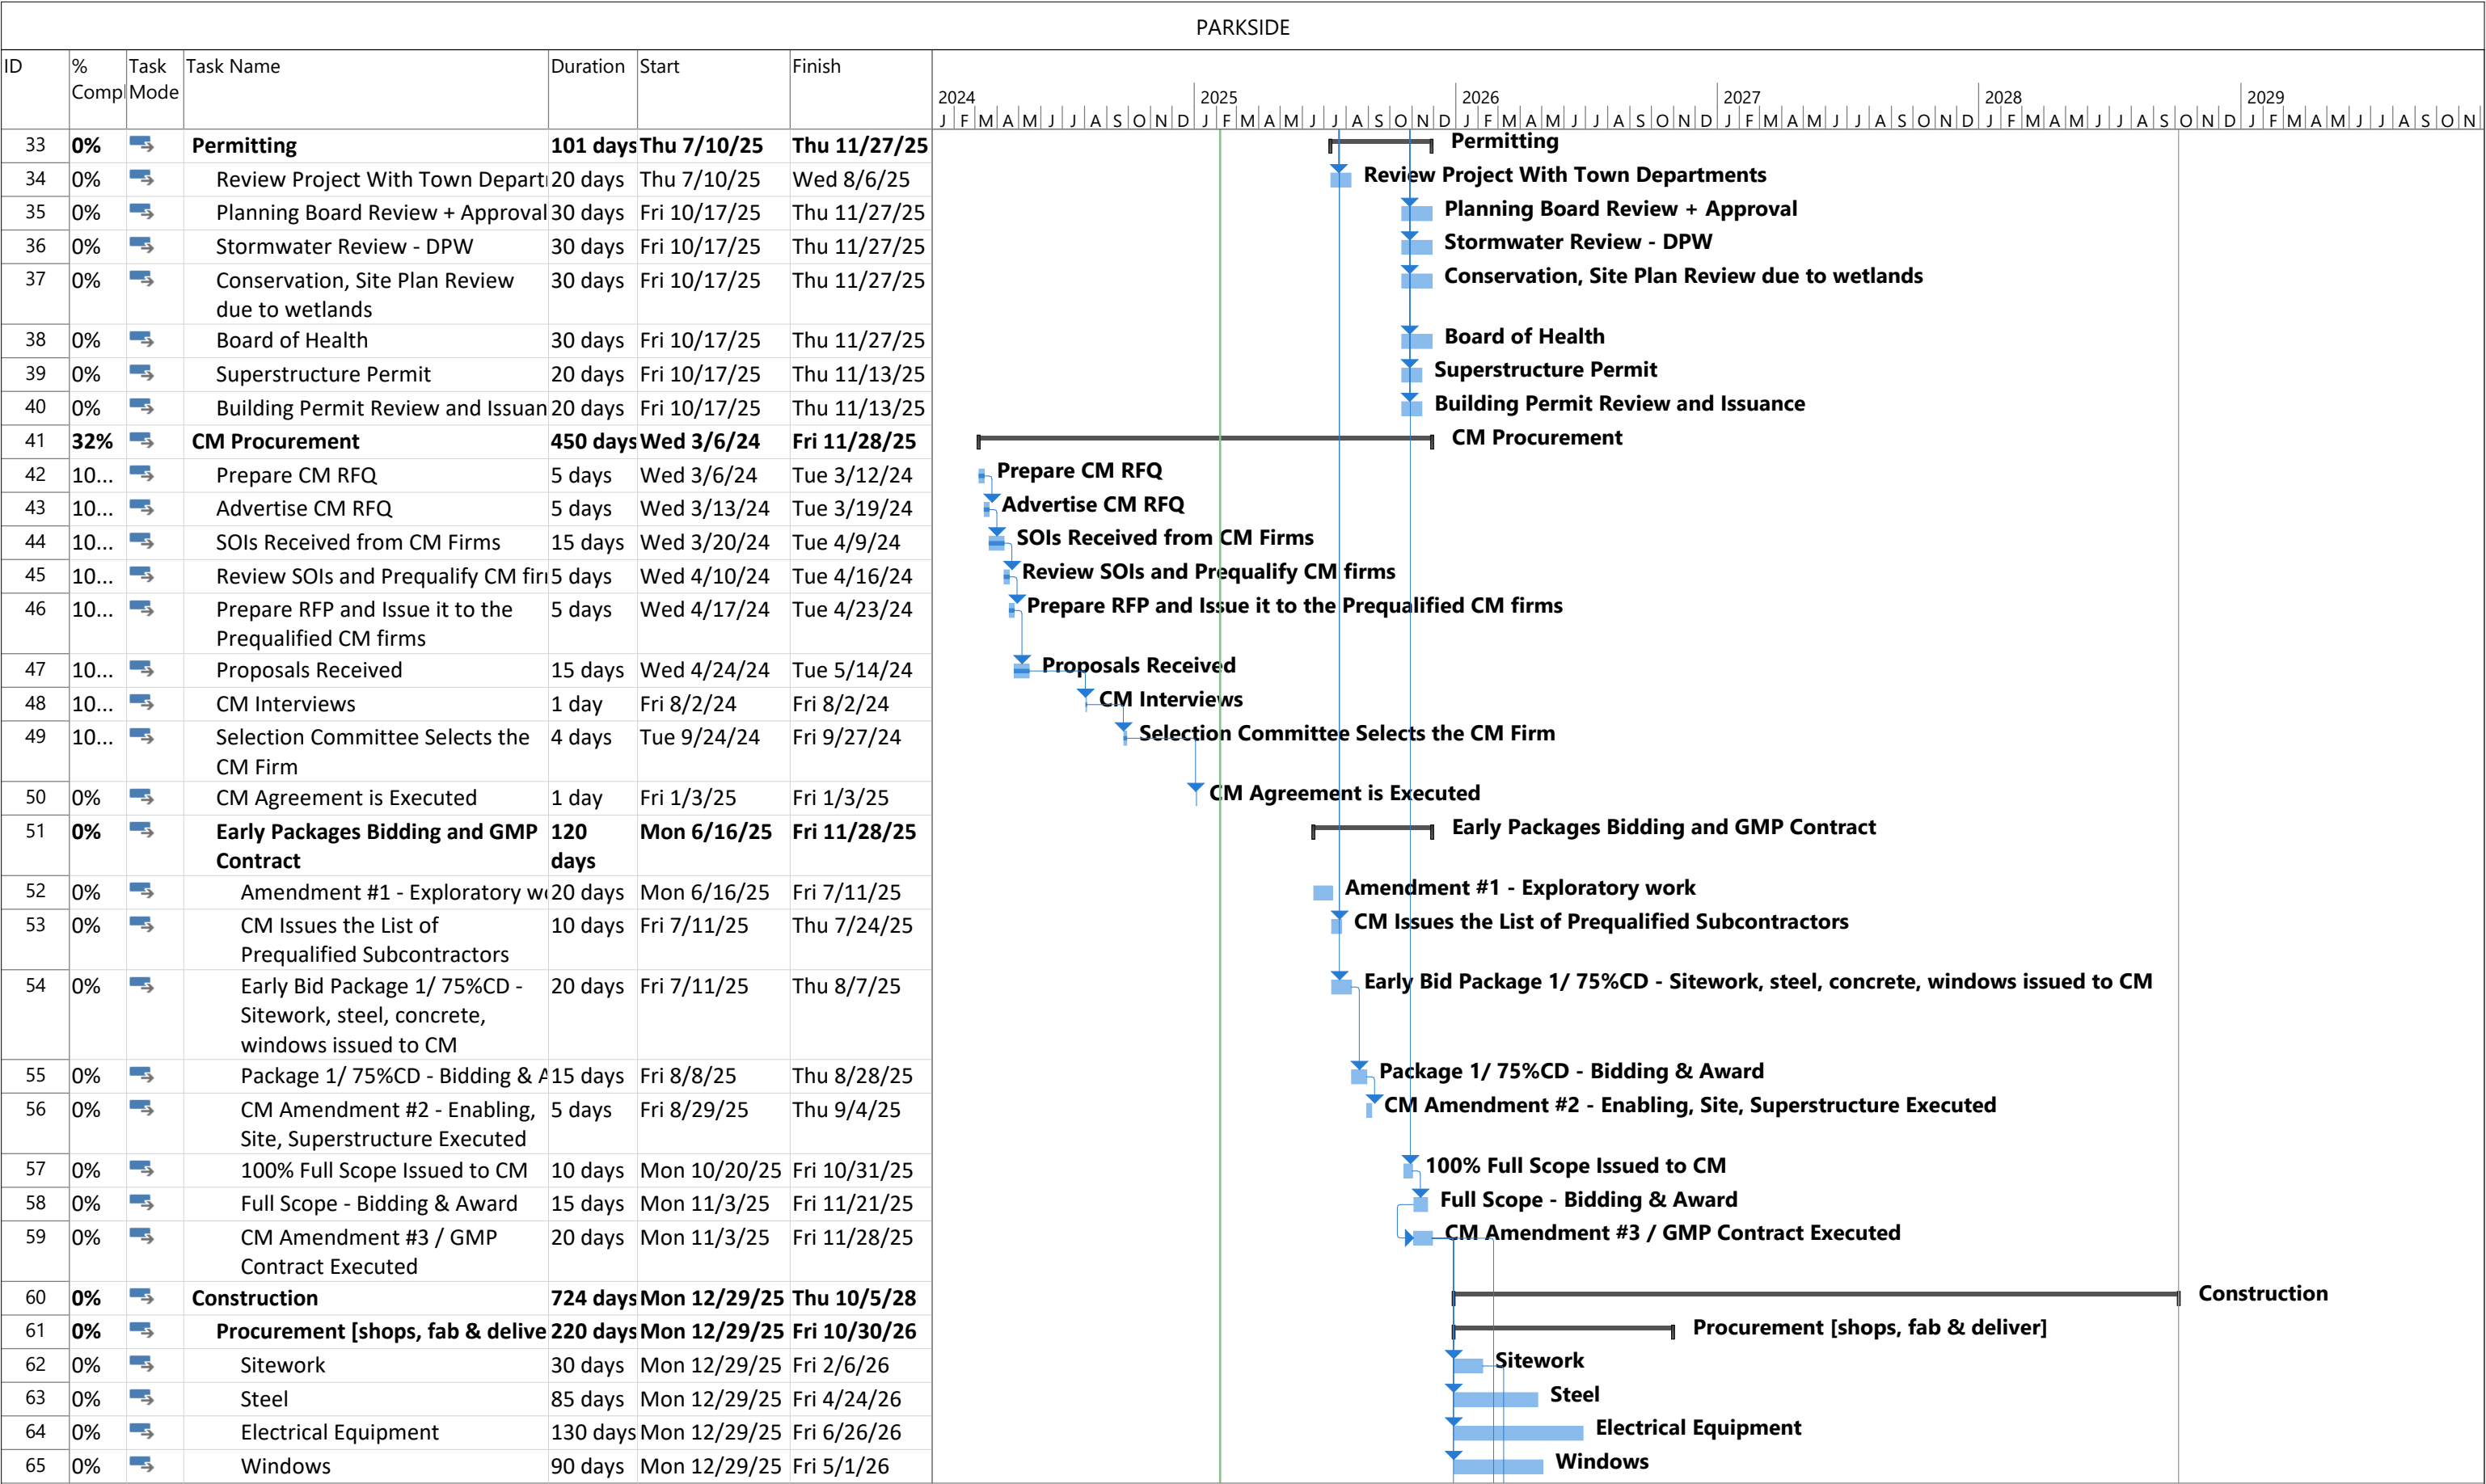 PARKSIDE
ID % Compl Task Mode Task Name Duration Start Finish
2024 2025 2026 2027 2028 2029
J F M A M J J A S O N D J F M A M J J A S O N D J F M A M J J A S O N D J F M A M J J A S O N D J F M A M J J A S O N D J F M A M J J A S O N
33 0% Permitting 101 days Thu 7/10/25 Thu 11/27/25 Permitting
34 0% Review Project With Town Departı 20 days Thu 7/10/25 Wed 8/6/25 Review Project With Town Departments
35 0% Planning Board Review + Approval 30 days Fri 10/17/25 Thu 11/27/25 Planning Board Review + Approval
36 0% Stormwater Review - DPW 30 days Fri 10/17/25 Thu 11/27/25 Stormwater Review - DPW
37 0% Conservation, Site Plan Review 30 days Fri 10/17/25 Thu 11/27/25 Conservation, Site Plan Review due to wetlands
due to wetlands
38 0% Board of Health 30 days Fri 10/17/25 Thu 11/27/25 Board of Health
39 0% Superstructure Permit 20 days Fri 10/17/25 Thu 11/13/25 Superstructure Permit
40 0% Building Permit Review and Issuan 20 days Fri 10/17/25 Thu 11/13/25 Building Permit Review and Issuance
41 32% CM Procurement 450 days Wed 3/6/24 Fri 11/28/25 CM Procurement
42 10... Prepare CM RFQ 5 days Wed 3/6/24 Tue 3/12/24 Prepare CM RFQ
43 10... Advertise CM RFQ 5 days Wed 3/13/24 Tue 3/19/24 Advertise CM RFQ
44 10... SOIs Received from CM Firms 15 days Wed 3/20/24 Tue 4/9/24 SOIs Received from CM Firms
45 10... Review SOIs and Prequalify CM firı 5 days Wed 4/10/24 Tue 4/16/24 Review SOIs and Prequalify CM firms
46 10... Prepare RFP and Issue it to the 5 days Wed 4/17/24 Tue 4/23/24 Prepare RFP and Issue it to the Prequalified CM firms
Prequalified CM firms
47 10... Proposals Received 15 days Wed 4/24/24 Tue 5/14/24 Proposals Received
48 10... CM Interviews 1 day Fri 8/2/24 Fri 8/2/24 CM Interviews
49 10... Selection Committee Selects the 4 days Tue 9/24/24 Fri 9/27/24 Selection Committee Selects the CM Firm
CM Firm
50 0% CM Agreement is Executed 1 day Fri 1/3/25 Fri 1/3/25 CM Agreement is Executed
51 0% Early Packages Bidding and GMP 120 Mon 6/16/25 Fri 11/28/25 Early Packages Bidding and GMP Contract
Contract days
52 0% Amendment #1 - Exploratory wo 20 days Mon 6/16/25 Fri 7/11/25 Amendment #1 - Exploratory work
53 0% CM Issues the List of 10 days Fri 7/11/25 Thu 7/24/25 CM Issues the List of Prequalified Subcontractors
Prequalified Subcontractors
54 0% Early Bid Package 1/ 75%CD - 20 days Fri 7/11/25 Thu 8/7/25 Early Bid Package 1/ 75%CD - Sitework, steel, concrete, windows issued to CM
Sitework, steel, concrete,
windows issued to CM
55 0% Package 1/ 75%CD - Bidding & A 15 days Fri 8/8/25 Thu 8/28/25 Package 1/ 75%CD - Bidding & Award
56 0% CM Amendment #2 - Enabling, 5 days Fri 8/29/25 Thu 9/4/25 CM Amendment #2 - Enabling, Site, Superstructure Executed
Site, Superstructure Executed
57 0% 100% Full Scope Issued to CM 10 days Mon 10/20/25 Fri 10/31/25 100% Full Scope Issued to CM
58 0% Full Scope - Bidding & Award 15 days Mon 11/3/25 Fri 11/21/25 Full Scope - Bidding & Award
59 0% CM Amendment #3 / GMP 20 days Mon 11/3/25 Fri 11/28/25 CM Amendment #3 / GMP Contract Executed
Contract Executed
60 0% Construction 724 days Mon 12/29/25 Thu 10/5/28 Construction
61 0% Procurement [shops, fab & delive 220 days Mon 12/29/25 Fri 10/30/26 Procurement [shops, fab & deliver]
62 0% Sitework 30 days Mon 12/29/25 Fri 2/6/26 Sitework
63 0% Steel 85 days Mon 12/29/25 Fri 4/24/26 Steel
64 0% Electrical Equipment 130 days Mon 12/29/25 Fri 6/26/26 Electrical Equipment
65 0% Windows 90 days Mon 12/29/25 Fri 5/1/26 Windows